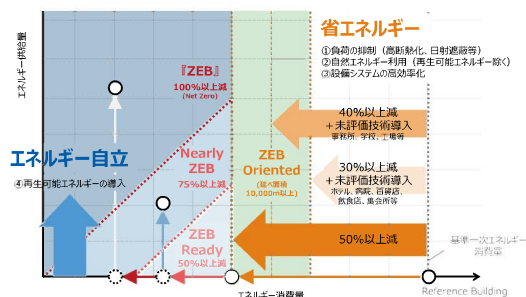 省エネルギー
①負荷の抑制（高断熱化、日射遮蔽等）
②自然エネルギー利用（再生可能エネルギー除く）
③設備システムの高効率化
エネルギー供給量
ZEB
100%以上減
(Net Zero)
40%以上減
＋未評価技術導入
事務所、学校、工場等
エネルギー自立
④再生可能エネルギーの導入
Nearly
ZEB
75%以上減
ZEB
Oriented
(延べ面積
10,000㎡以上)
30%以上減
＋未評価技術導入
ホテル、病院、百貨店、
飲食店、集会所等
ZEB
Ready
50%以上減
50%以上減
基準一次エネルギー
消費量
Reference Building
エネルギー消費量